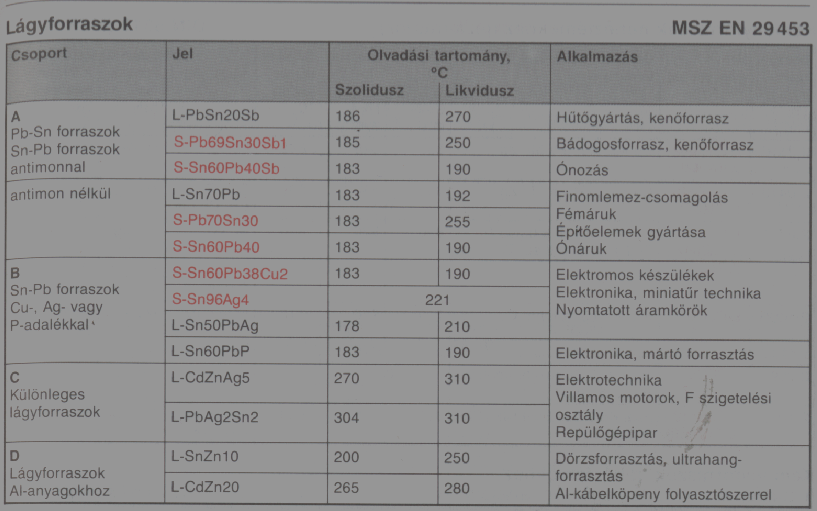 Lágyforraszok MSZ EN 29453
Csoport Jel Olvadási tartomány, °C Alkalmazás
Szolidusz Likvidusz
A
Pb-Sn forraszok
Sn-Pb forraszok
antimonnal
L-PbSn20Sb 186 270 Hűtőgyártás, kenőforrasz
S-Pb69Sn30Sb1 185 250 Bádogosforrasz, kenőforrasz
S-Sn60Pb40Sb 183 190 Ónozás
antimon nélkül L-Sn70Pb 183 192 Finomlemez-csomagolás
Fémáruk
S-Pb70Sn30 183 255 Építőelemek gyártása
S-Sn60Pb40 183 190 Ónáruk
B
Sn-Pb forraszok
Cu-, Ag- vagy
P-adalékkal
S-Sn60Pb38Cu2 183 190 Elektromos készülékek
S-Sn96Ag4 221 Elektronika, miniatűr technika
Nyomtatott áramkörök
L-Sn50PbAg 178 210
L-Sn60PbP 183 190 Elektronika, mártó forrasztás
C
Különleges
lágyforraszok
L-CdZnAg5 270 310 Elektrotechnika
Villamos motorok, F szigetelési
osztály
L-PbAg2Sn2 304 310 Repülőgépipar
D
Lágyforraszok
Al-anyagokhoz
L-SnZn10 200 250 Dörzsforrasztás, ultrahang-
forrasztás
L-CdZn20 265 280 Al-kábelköpeny folyasztószerrel